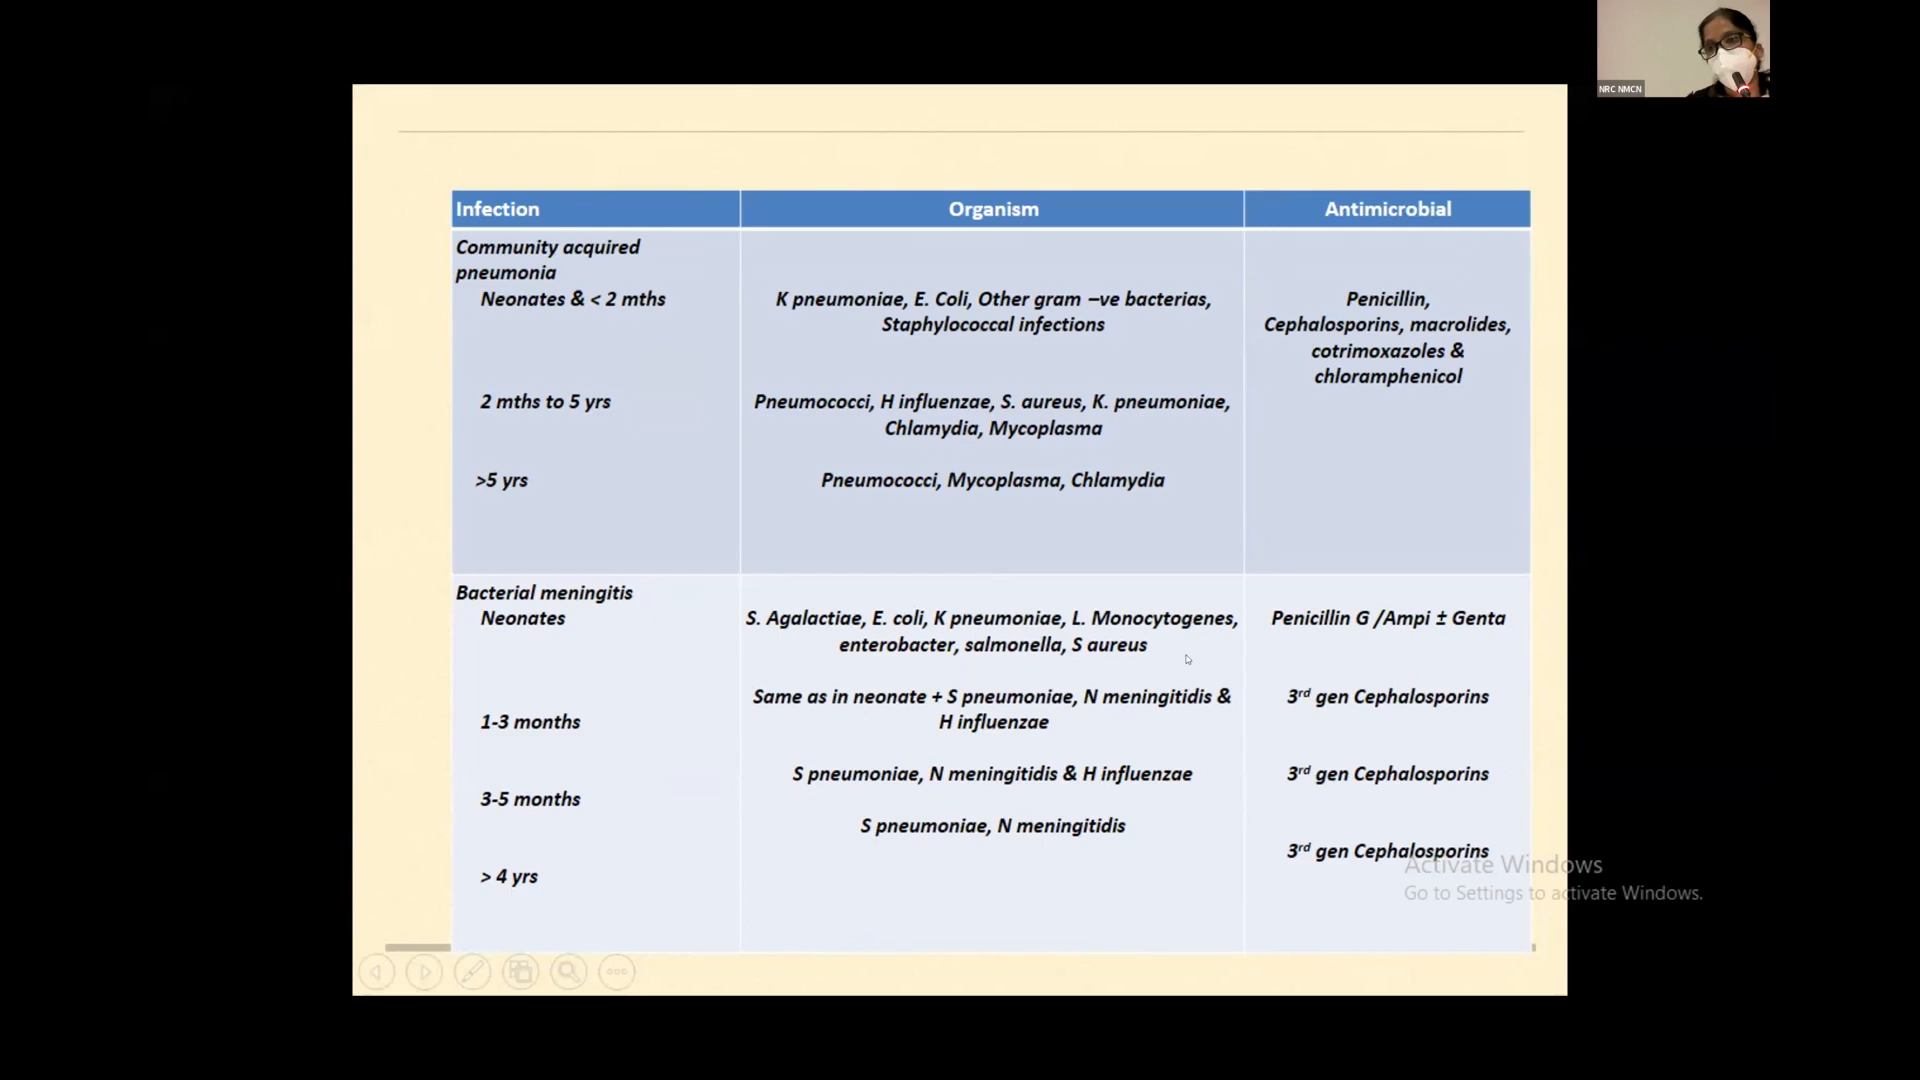 NRC NMCN
Infection
Organism
Antimicrobial
Community acquired
pneumonia
Neonates & < 2 mths
K pneumoniae, E. Coli, Other gram –ve bacterias,
Staphylococcal infections
Penicillin,
Cephalosporins, macrolides,
cotrimoxazoles &
chloramphenicol
2 mths to 5 yrs
Pneumococci, H influenzae, S. aureus, K. pneumoniae,
Chlamydia, Mycoplasma
>5 yrs
Pneumococci, Mycoplasma, Chlamydia
Bacterial meningitis
Neonates
S. Agalactiae, E. coli, K pneumoniae, L. Monocytogenes,
enterobacter, salmonella, S aureus
Penicillin G /Ampi ± Genta
1-3 months
Same as in neonate + S pneumoniae, N meningitidis &
H influenzae
3rd gen Cephalosporins
3-5 months
S pneumoniae, N meningitidis & H influenzae
3rd gen Cephalosporins
> 4 yrs
S pneumoniae, N meningitidis
3rd gen Cephalosporins
Activate Windows
Go to Settings to activate Windows.